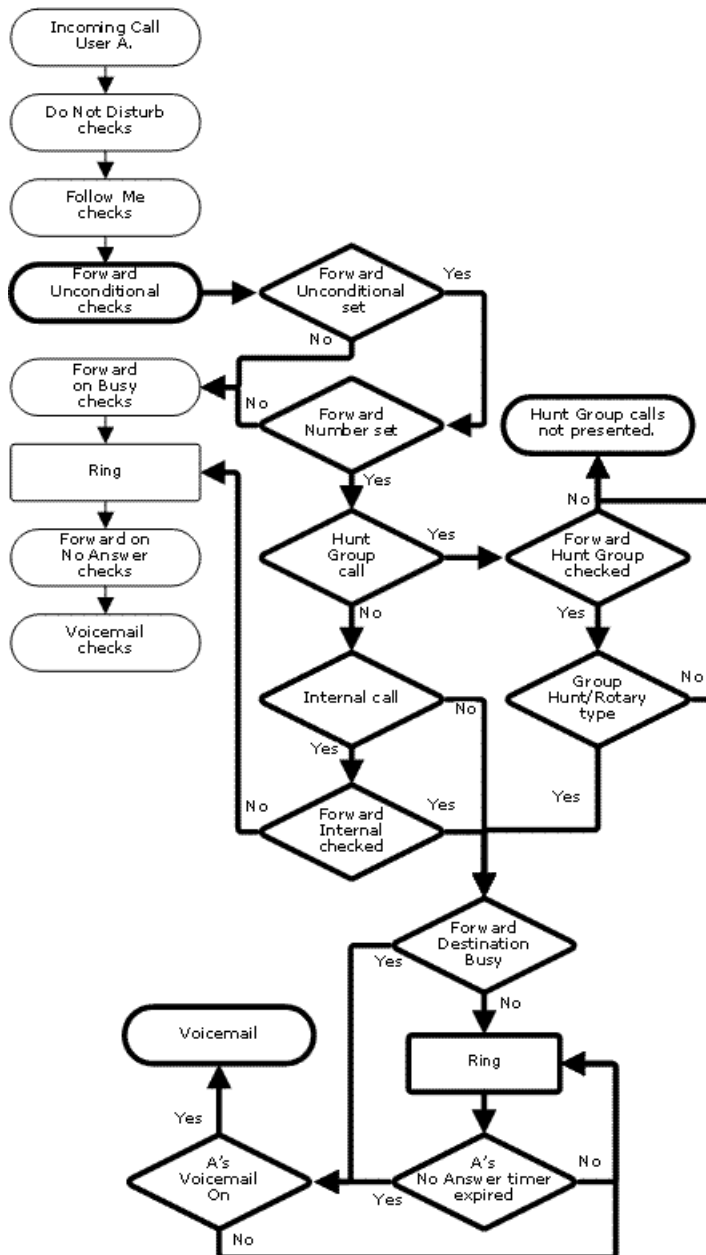 Incoming Call
User A.
Do Not Disturb
checks
Follow Me
checks
Forward
Unconditional
checks
Forward
Unconditional
set
Yes
No
Forward
on Busy
checks
No
Forward
Number set
Hunt Group calls
not presented.
Ring
Yes
No
Forward on
No Answer
checks
Hunt
Group
call
Yes
Forward
Hunt Group
checked
Voicemail
checks
No
Yes
Internal call
No
Group
Hunt/Rotary
type
No
Yes
Yes
No
Forward
Internal
checked
Yes
Forward
Destination
Busy
Yes
No
Voicemail
Ring
Yes
A's
Voicemail
On
Yes
A's
No Answer timer
expired
No
No